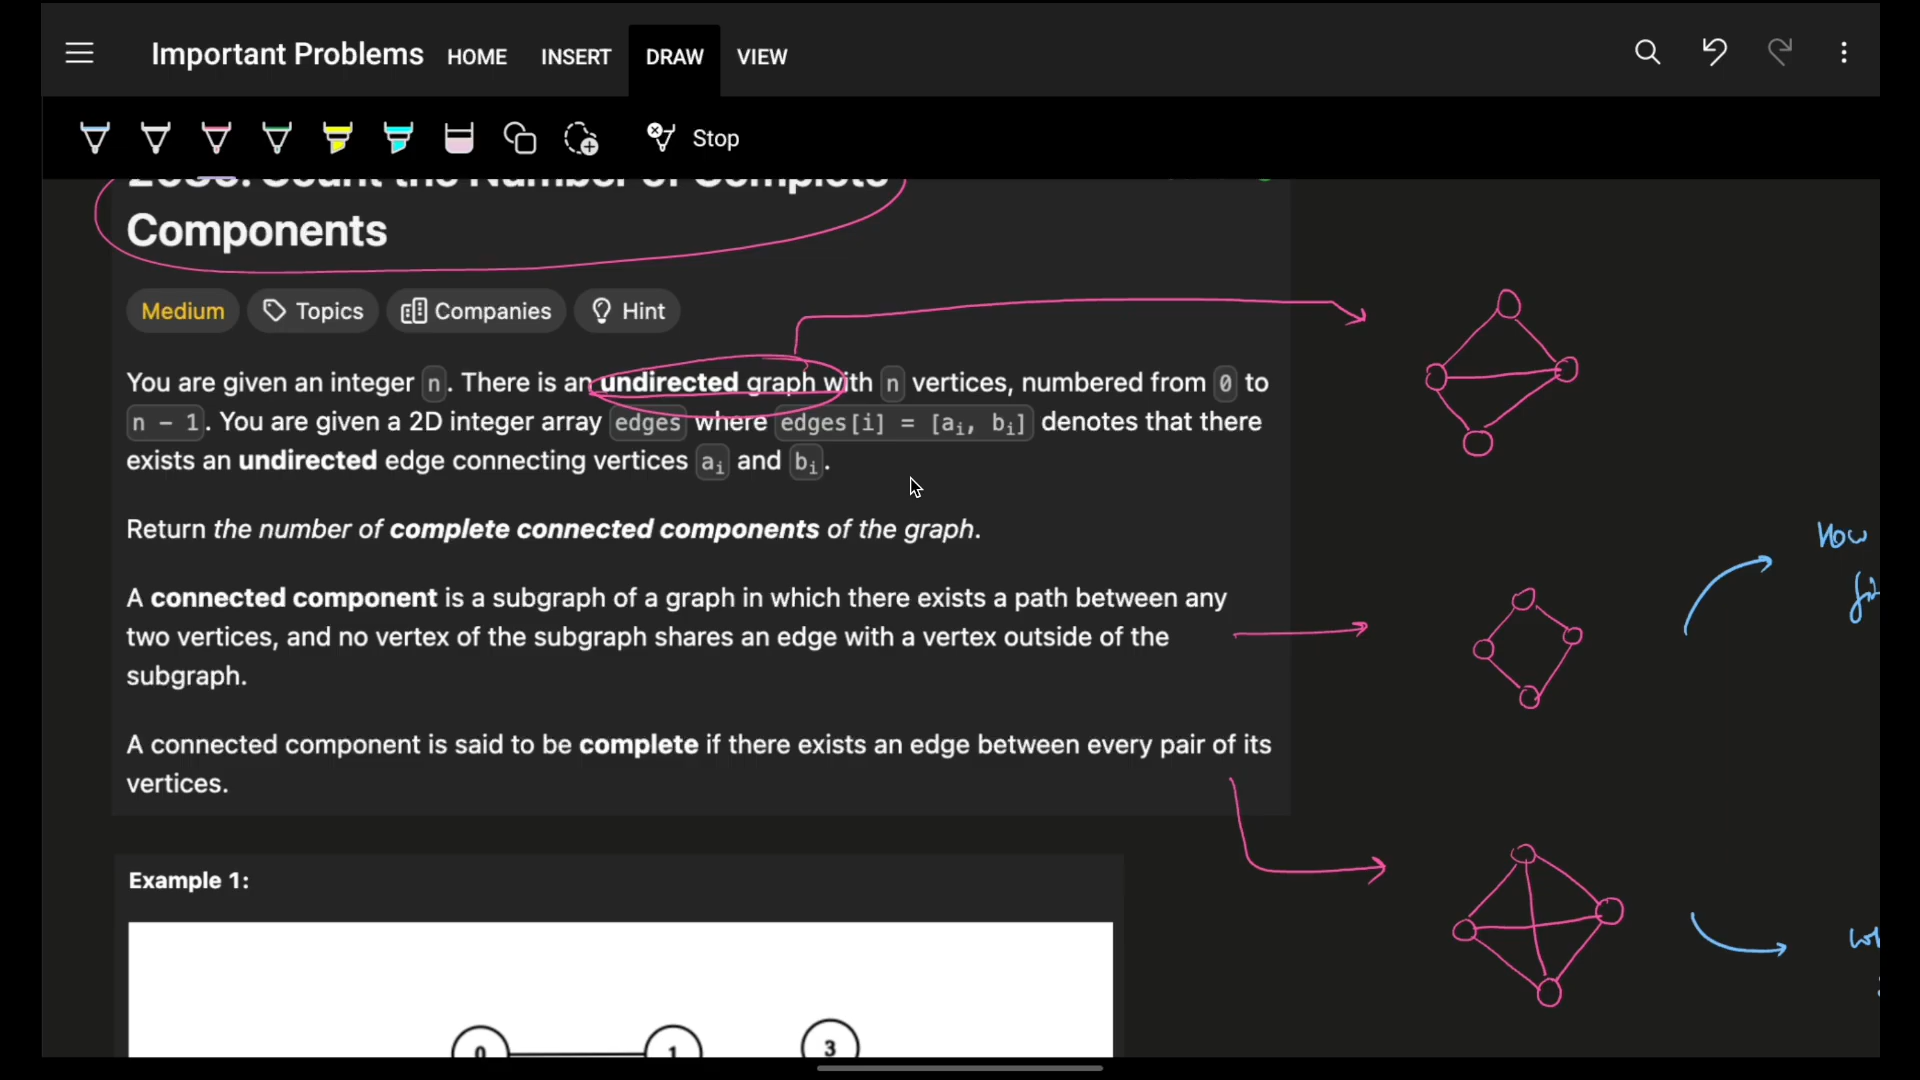 Important Problems HOME INSERT DRAW VIEW
Stop
Count the Number of Complete
Components
Medium Topics Companies Hint
You are given an integer n. There is an undirected graph with n vertices, numbered from 0 to
n - 1. You are given a 2D integer array edges where edges[i] = [ai, bi] denotes that there
exists an undirected edge connecting vertices ai and bi.
Return the number of complete connected components of the graph.
A connected component is a subgraph of a graph in which there exists a path between any
two vertices, and no vertex of the subgraph shares an edge with a vertex outside of the
subgraph.
A connected component is said to be complete if there exists an edge between every pair of its
vertices.
How
Example 1:
0 1 3